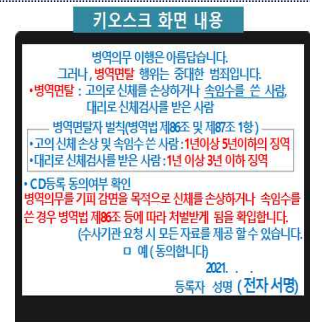 키오스크 화면 내용
병역의무 이행은 아름답습니다.
그러나, 병역면탈 행위는 중대한 범죄입니다.
•병역면탈 : 고의로 신체를 손상하거나 속임수를 쓴 사람,
대리로 신체검사를 받은 사람
병역면탈자 벌칙(병역법 제86조 및 제87조 1항)
•고의 신체 손상 및 속임수 쓴 사람 : 1년이상 5년이하의 징역
•대리로 신체검사를 받은 사람 : 1년 이상 3년 이하 징역
• CD등록 동의여부 확인
병역의무를 기피 감면을 목적으로 신체를 손상하거나 속임수를
쓴 경우 병역법 제86조 등에 따라 처벌받게 됨을 확입합니다.
(수사기관 요청 시 모든 자료를 제공 할 수 있습니다.
ㅁ 예 ( 동의합니다)
2021. . .
등록자 성명 ( 전자 서명)